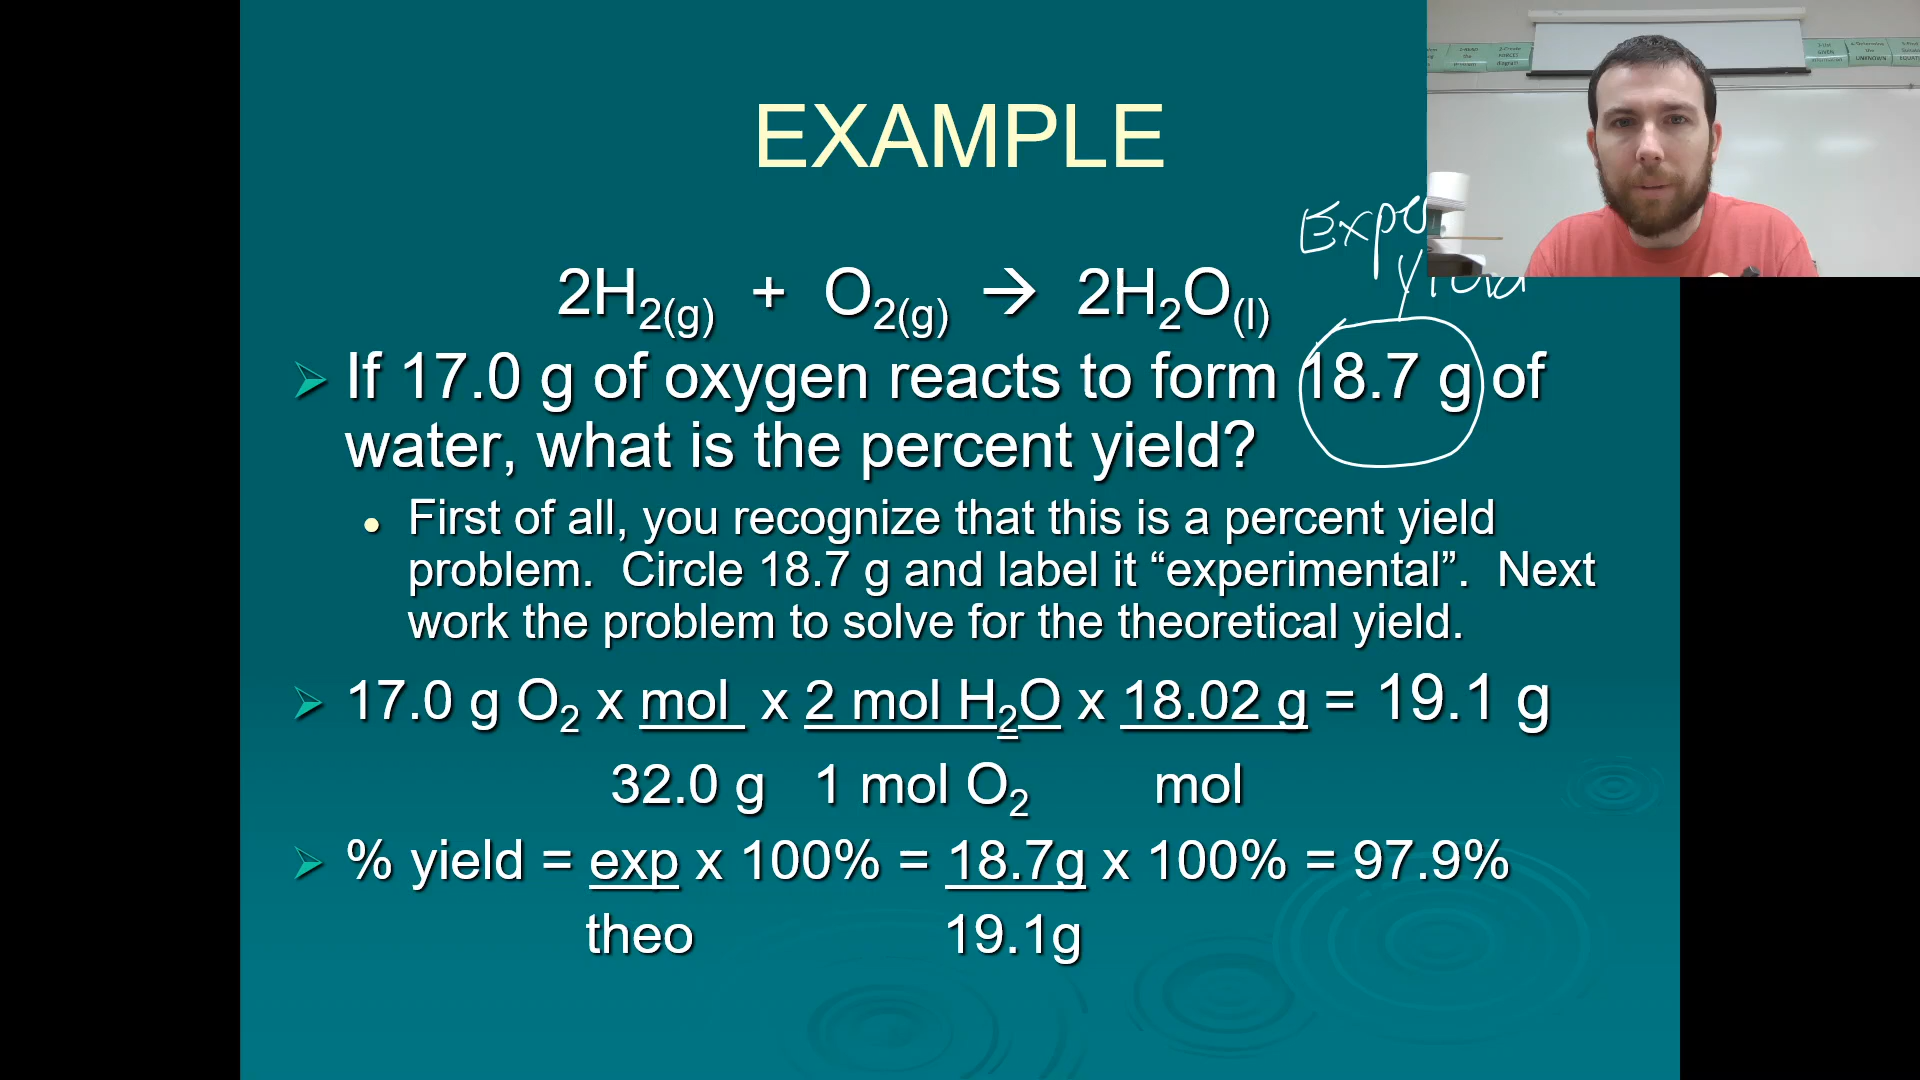 EXAMPLE
Expe
yield
2H₂(g) + O₂(g) → 2H₂O(l)
➢ If 17.0 g of oxygen reacts to form 18.7 g of
water, what is the percent yield?
• First of all, you recognize that this is a percent yield
problem. Circle 18.7 g and label it “experimental”. Next
work the problem to solve for the theoretical yield.
➢ 17.0 g O₂ x mol x 2 mol H₂O x 18.02 g = 19.1 g
32.0 g 1 mol O₂ mol
➢ % yield = exp x 100% = 18.7g x 100% = 97.9%
theo 19.1g